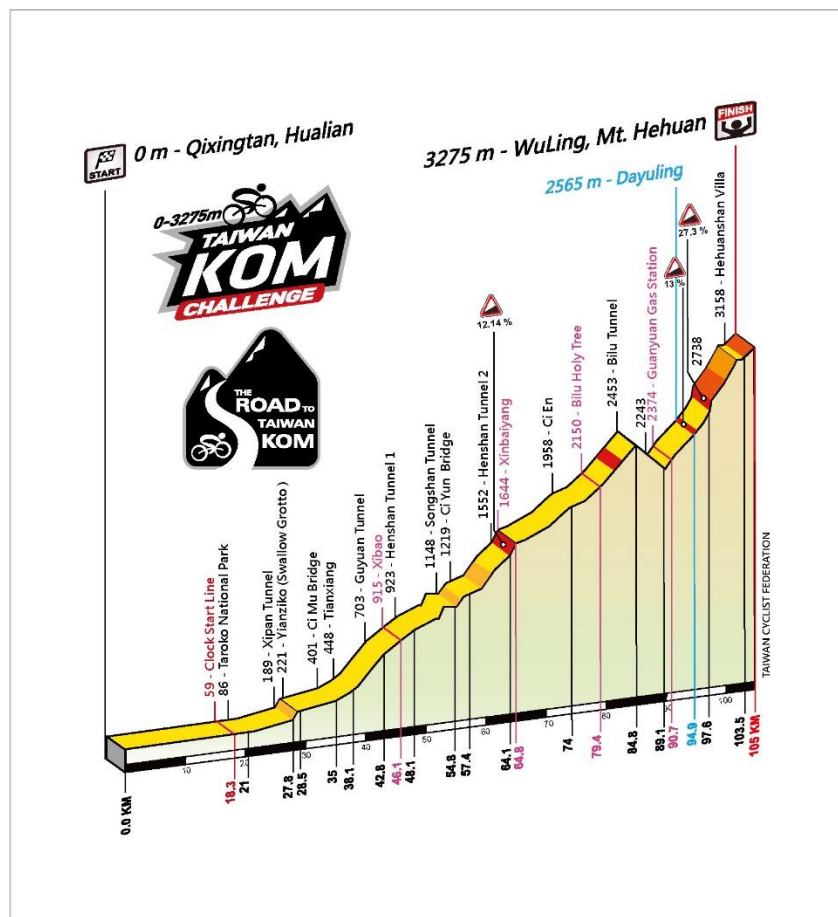 START
0 m - Qixingtan, Hualian
FINISH
3275 m - WuLing, Mt. Hehuan
2565 m - Dayuling
0-3275m
TAIWAN
KOM
CHALLENGE
THE
ROAD TO
TAIWAN
KOM
59 - Clock Start Line
86 - Taroko National Park
189 - Xipan Tunnel
221 - Yianziko (Swallow Grotto)
401 - Ci Mu Bridge
448 - Tianxiang
703 - Guyuan Tunnel
915 - Xibao
923 - Henshan Tunnel 1
1148 - Songshan Tunnel
1219 - Ci Yun Bridge
1552 - Henshan Tunnel 2
12.14 %
1644 - Xinbaiyang
1958 - Ci En
2150 - Bilu Holy Tree
2453 - Bilu Tunnel
2243
2374 - Guanyuan Gas Station
13 %
27.3 %
2738
3158 - Hehuanshan Villa
TAIWAN CYCLIST FEDERATION
10
20
30
40
50
60
70
80
90
100
0.0 KM
18.3
21
27.8
28.5
35
38.1
42.8
46.1
48.1
54.8
57.4
64.1
64.8
74
79.4
84.8
89.1
90.7
94.9
97.6
103.5
105 KM